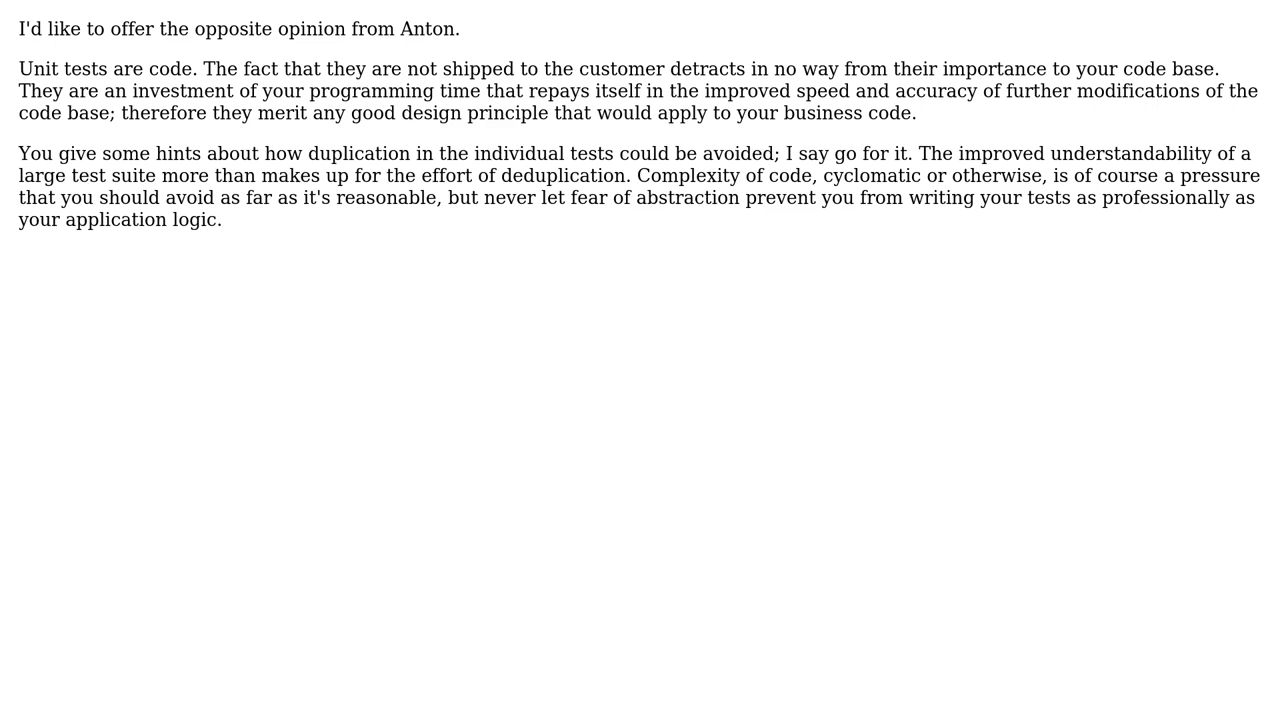 I'd like to offer the opposite opinion from Anton.
Unit tests are code. The fact that they are not shipped to the customer detracts in no way from their importance to your code base.
They are an investment of your programming time that repays itself in the improved speed and accuracy of further modifications of the
code base; therefore they merit any good design principle that would apply to your business code.
You give some hints about how duplication in the individual tests could be avoided; I say go for it. The improved understandability of a
large test suite more than makes up for the effort of deduplication. Complexity of code, cyclomatic or otherwise, is of course a pressure
that you should avoid as far as it's reasonable, but never let fear of abstraction prevent you from writing your tests as professionally as
your application logic.